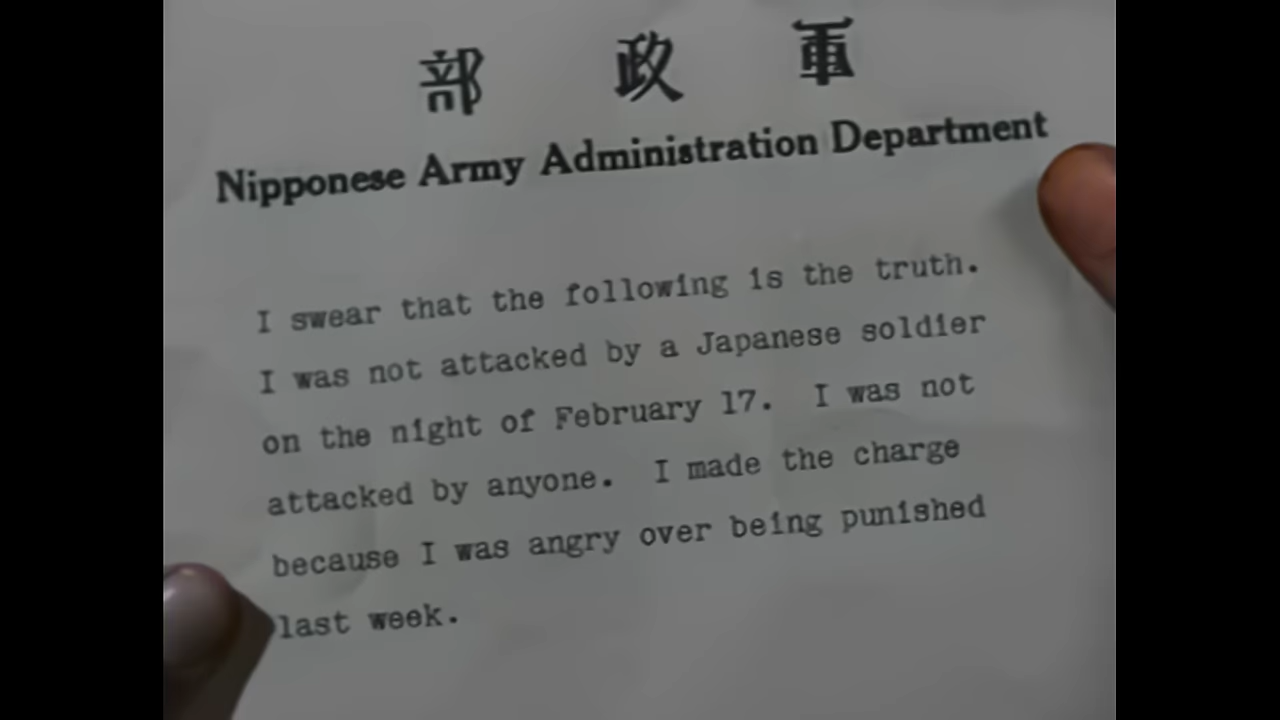 部 政 軍
Nipponese Army Administration Department
I swear that the following is the truth.
I was not attacked by a Japanese soldier
on the night of February 17. I was not
attacked by anyone. I made the charge
because I was angry over being punished
last week.